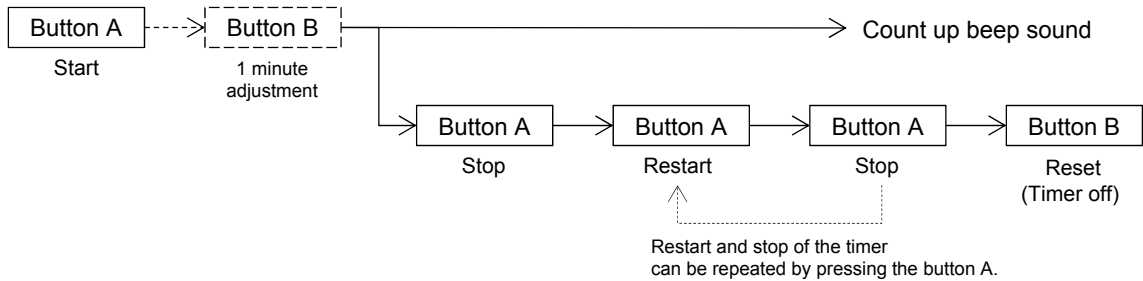 Button A
Button B
Count up beep sound
Start
1 minute
adjustment
Button A
Button A
Button A
Button B
Stop
Restart
Stop
Reset
(Timer off)
Restart and stop of the timer
can be repeated by pressing the button A.